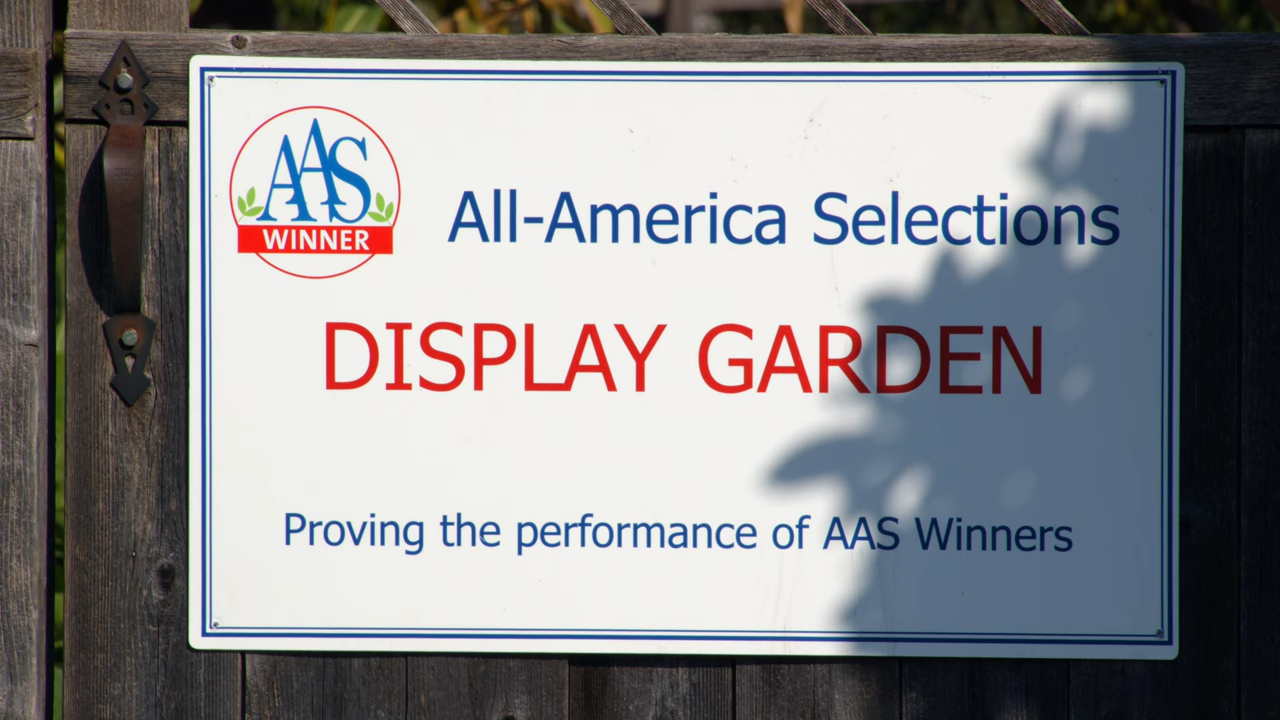 AAS
WINNER
All-America Selections
DISPLAY GARDEN
Proving the performance of AAS Winners